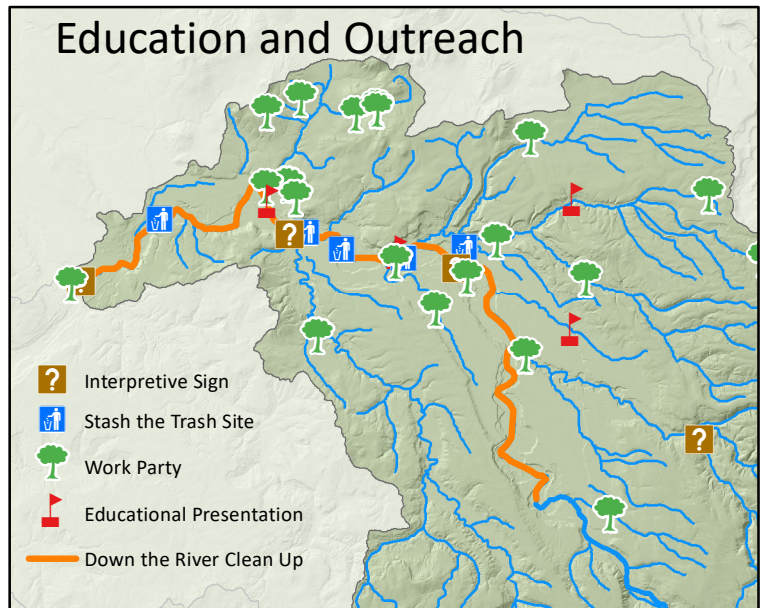 Education and Outreach
? Interpretive Sign
Stash the Trash Site
Work Party
Educational Presentation
Down the River Clean Up